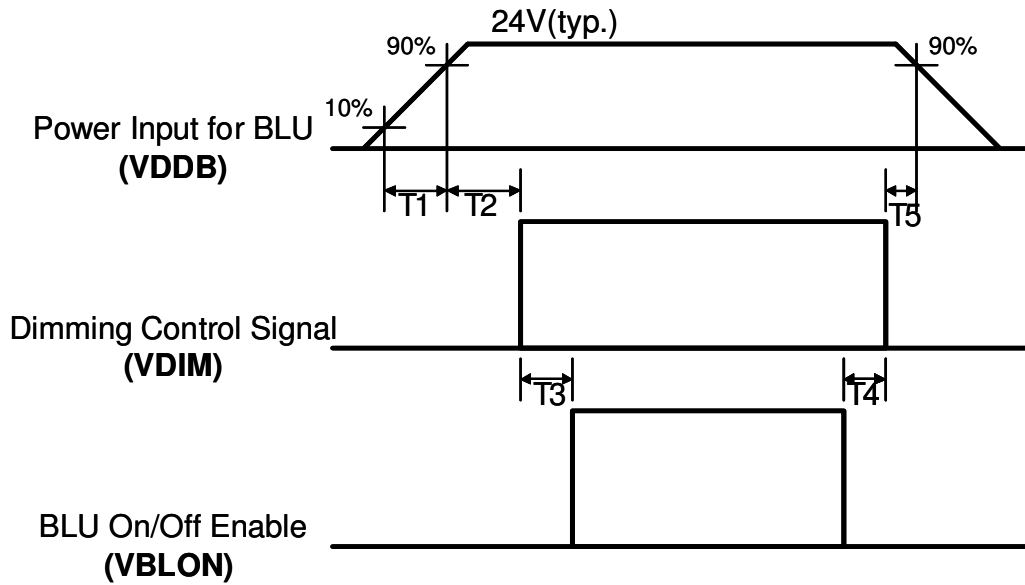 24V(typ.)
90%
90%
10%
Power Input for BLU
(VDDB)
T1
T2
T5
Dimming Control Signal
(VDIM)
T3
T4
BLU On/Off Enable
(VBLON)